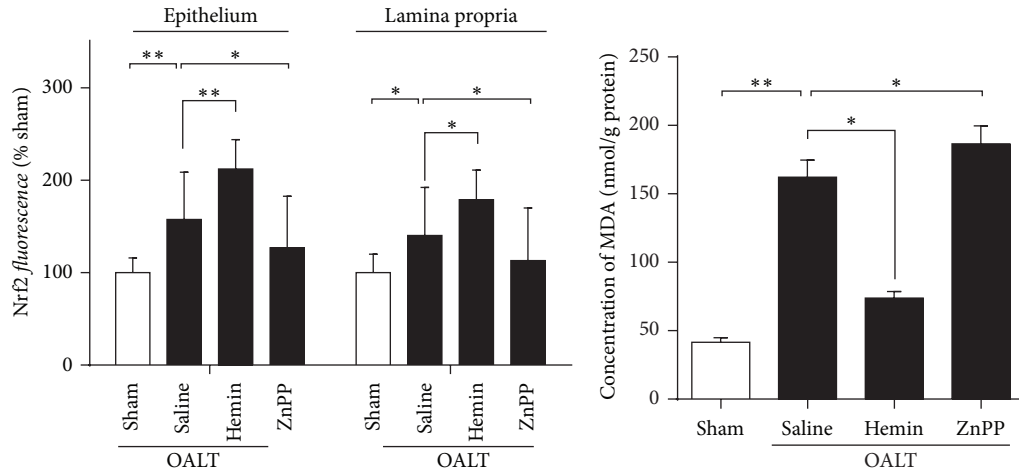 Epithelium
Lamina propria
Nrf2 fluorescence (% sham)
300
200
100
0
**
*
**
*
*
*
Sham
Saline
Hemin
ZnPP
Sham
Saline
Hemin
ZnPP
OALT
OALT
Concentration of MDA (nmol/g protein)
250
200
150
100
50
0
**
*
*
Sham
Saline
Hemin
ZnPP
OALT